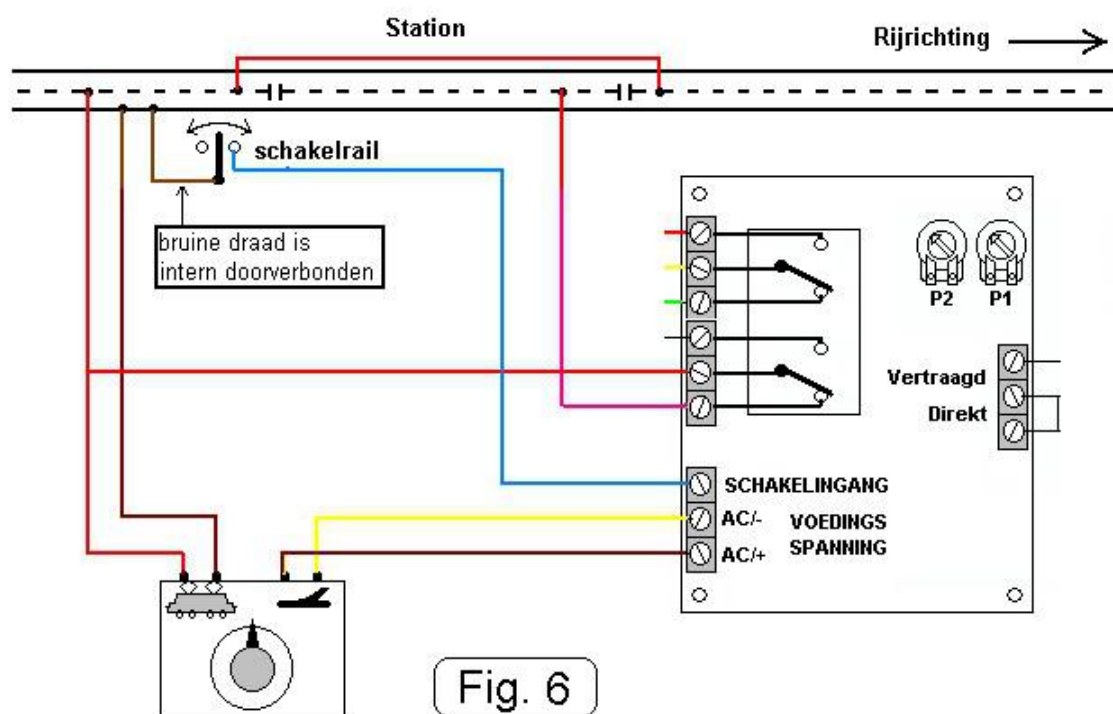 Station
Rijrichting
schakelrail
bruine draad is
intern doorverbonden
P2 P1
Vertraagd
Direkt
SCHAKELINGANG
AC/- VOEDINGS
AC/+ SPANNING
Fig. 6